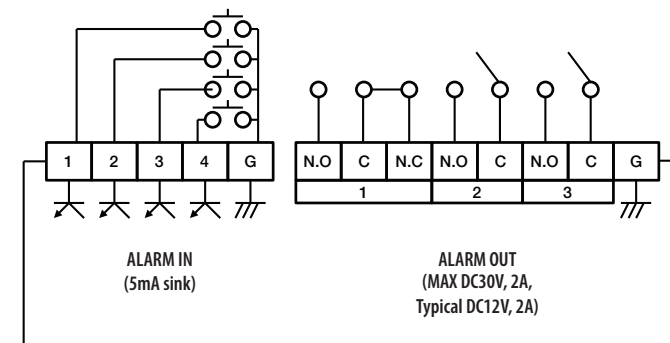 1 2 3 4 G
N.O C N.C N.O C N.O C G
1 2 3
ALARM IN
(5mA sink)
ALARM OUT
(MAX DC30V, 2A,
Typical DC12V, 2A)